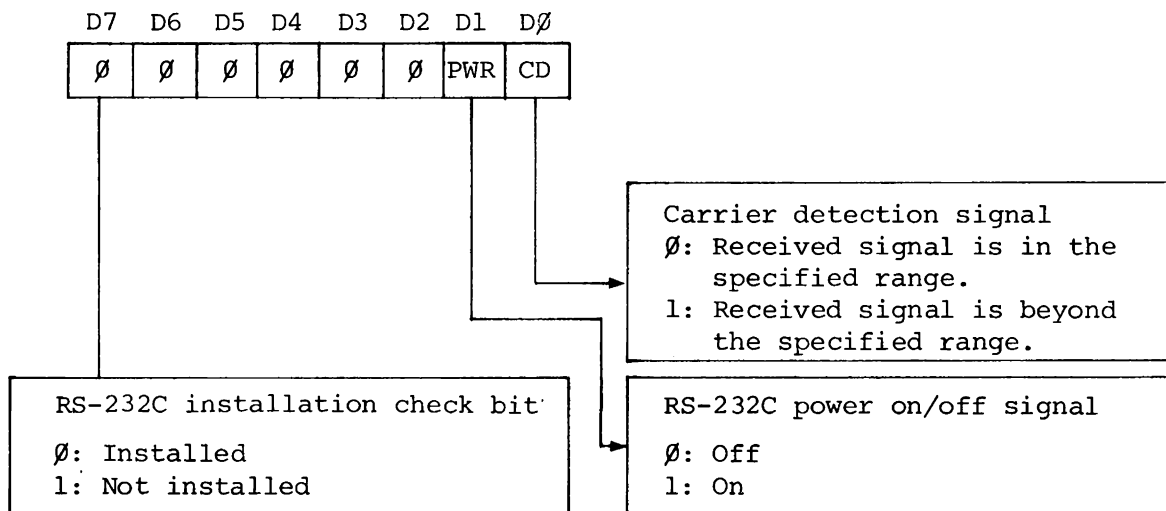 D7 D6 D5 D4 D3 D2 D1 DØ
Ø Ø Ø Ø Ø Ø PWR CD
Carrier detection signal
Ø: Received signal is in the
specified range.
1: Received signal is beyond
the specified range.
RS-232C installation check bit
Ø: Installed
1: Not installed
RS-232C power on/off signal
Ø: Off
1: On